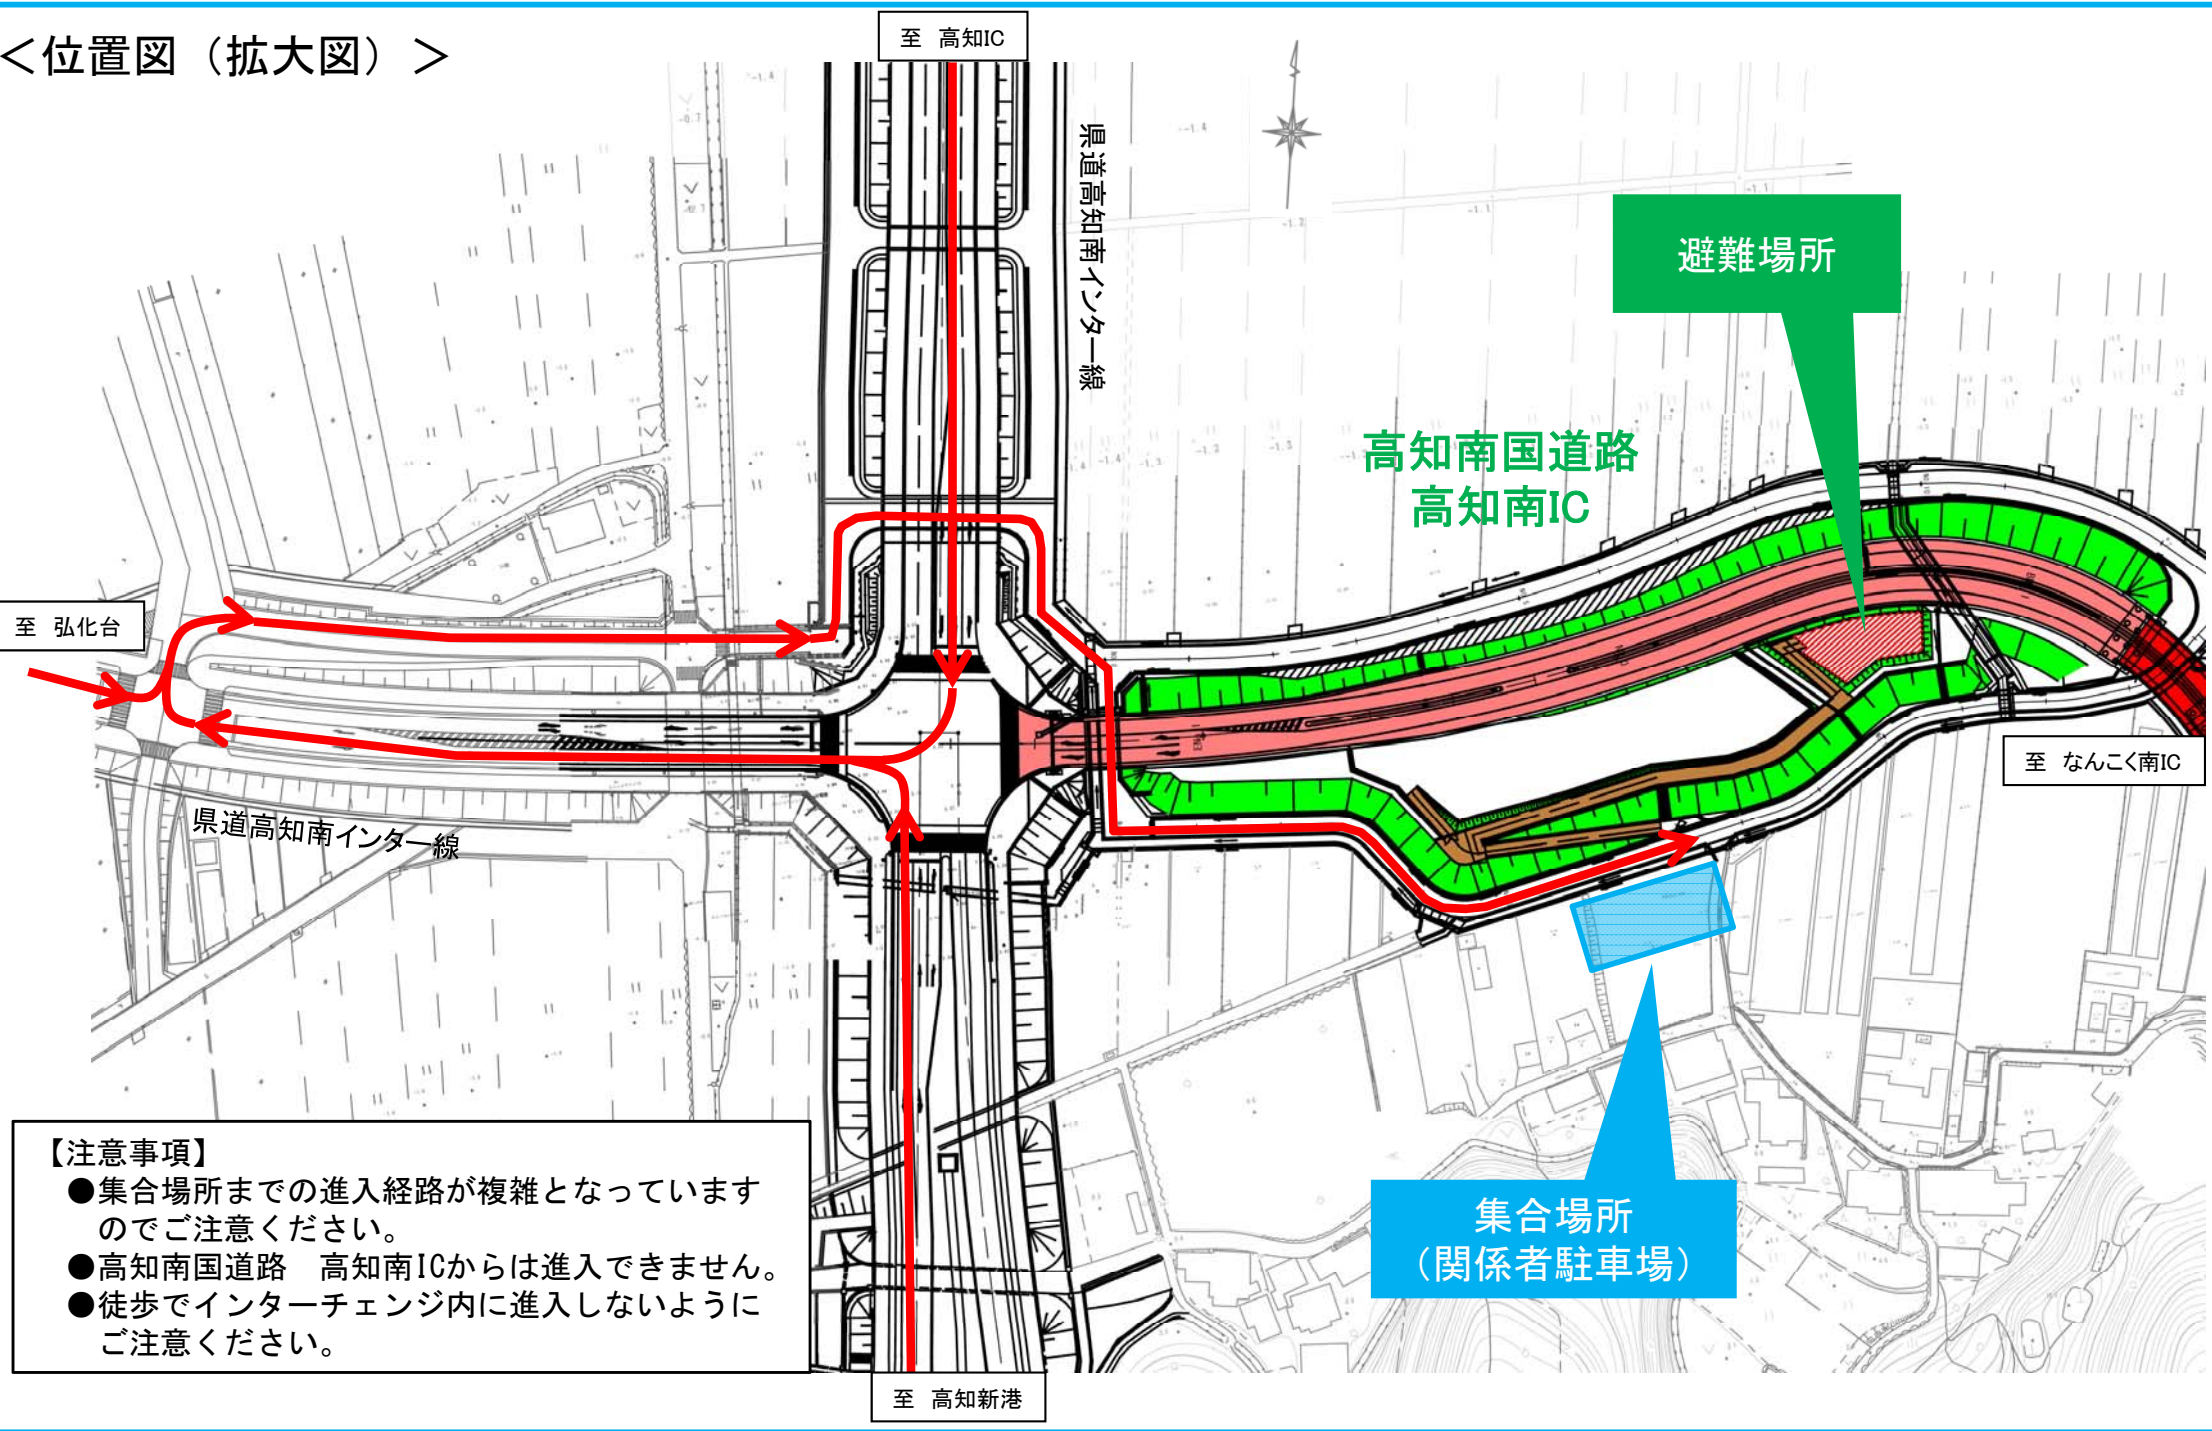 ＜位置図（拡大図）＞
至　高知IC
県道高知南インター線
避難場所
高知南国道路
高知南IC
至　弘化台
至　なんこく南IC
県道高知南インター線
【注意事項】
●集合場所までの進入経路が複雑となっています
のでご注意ください。
●高知南国道路　高知南ICからは進入できません。
●徒歩でインターチェンジ内に進入しないように
ご注意ください。
集合場所
（関係者駐車場）
至　高知新港